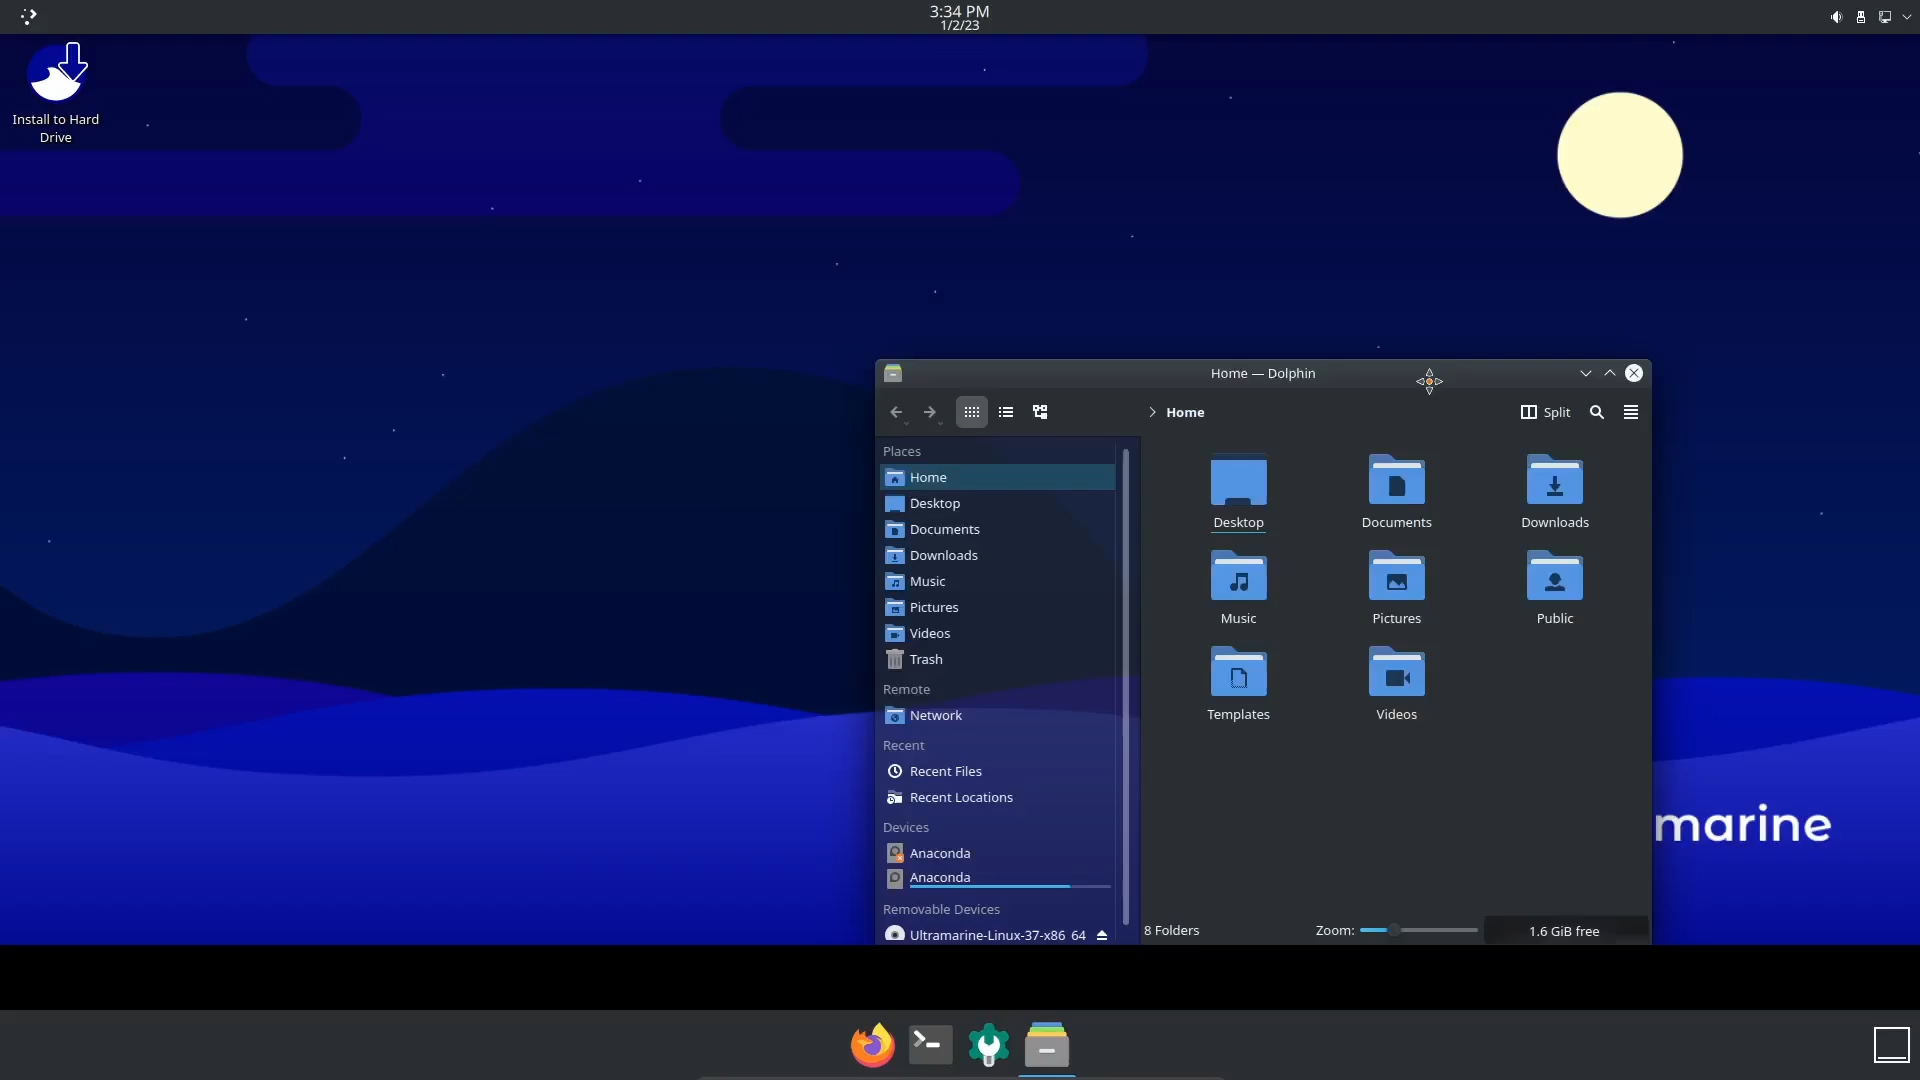 3:34 PM
1/2/23
Install to Hard
Drive
Home — Dolphin
Home
Split
Places
Home
Desktop
Documents
Downloads
Music
Pictures
Videos
Trash
Remote
Network
Recent
Recent Files
Recent Locations
Devices
Anaconda
Anaconda
Removable Devices
Ultramarine-Linux-37-x86_64
Desktop
Documents
Downloads
Music
Pictures
Public
Templates
Videos
8 Folders
Zoom:
1.6 GiB free
marine